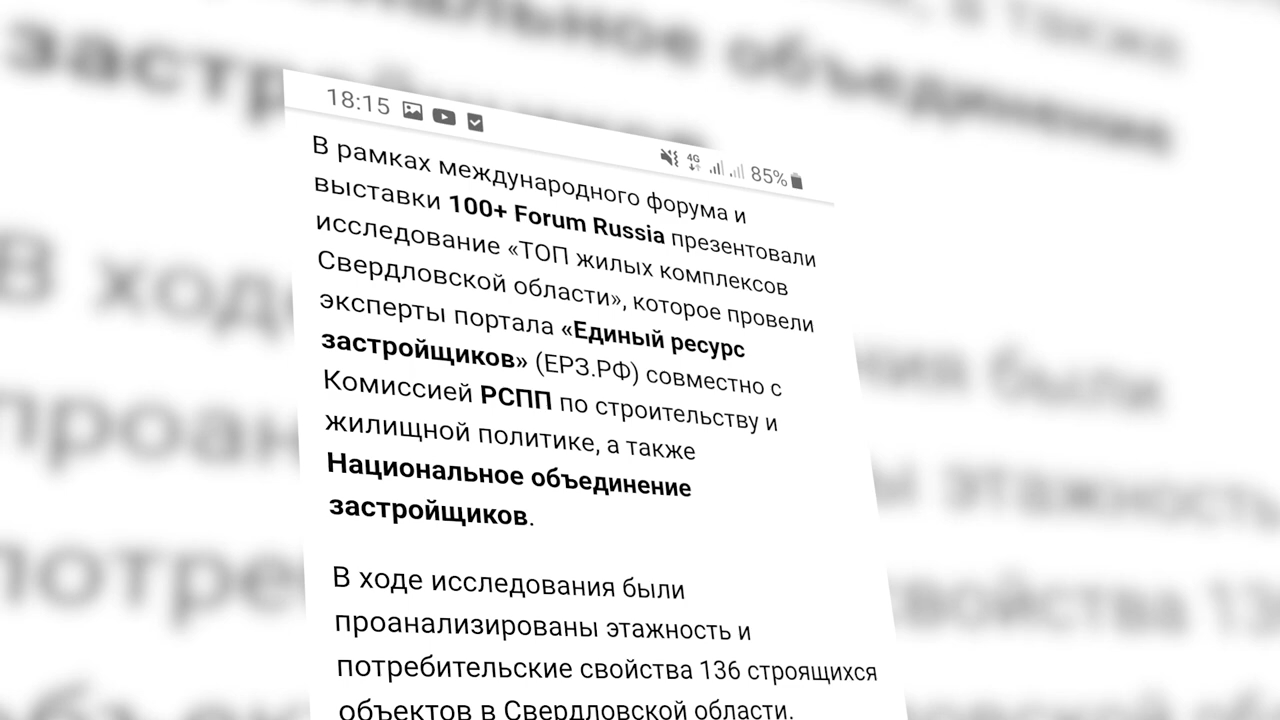 18:15
4G 85%
В рамках международного форума и
выставки 100+ Forum Russia презентовали
исследование «ТОП жилых комплексов
Свердловской области», которое провели
эксперты портала «Единый ресурс
застройщиков» (ЕРЗ.РФ) совместно с
Комиссией РСПП по строительству и
жилищной политике, а также
Национальное объединение
застройщиков.
В ходе исследования были
проанализированы этажность и
потребительские свойства 136 строящихся
объектов в Свердловской области.